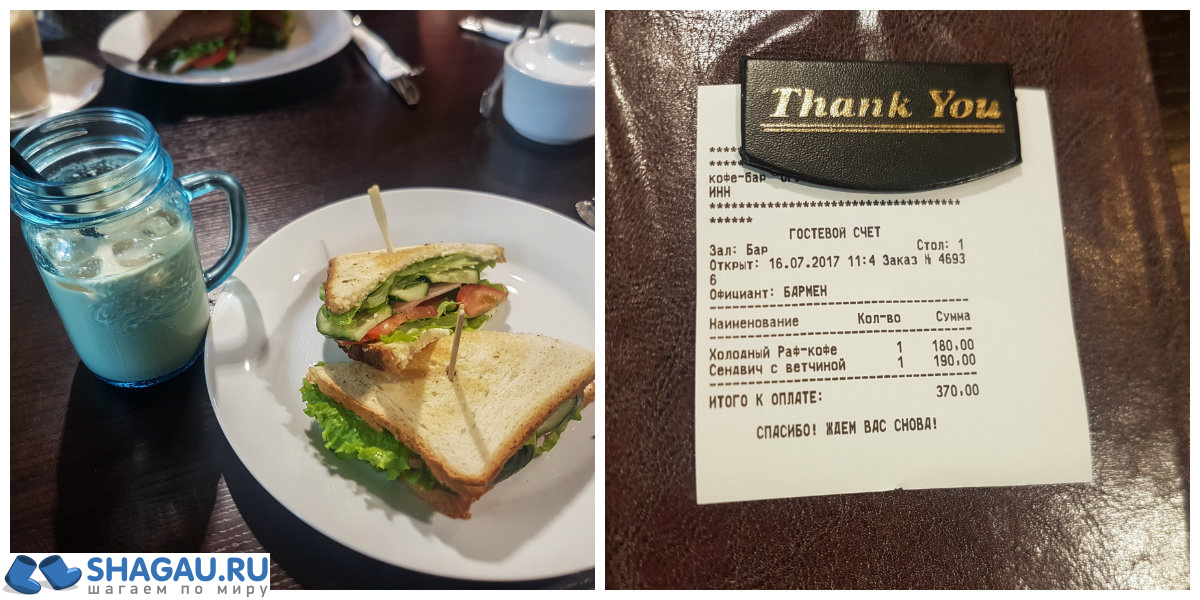 Thank You
************************************
******
кофе-бар
ИНН
************************************
******
ГОСТЕВОЙ СЧЕТ
Зал: Бар Стол: 1
Открыт: 16.07.2017 11:4 Заказ № 4693
6
Официант: БАРМЕН
Наименование Кол-во Сумма
Холодный Раф-кофе 1 180,00
Сендвич с ветчиной 1 190,00
ИТОГО К ОПЛАТЕ: 370,00
СПАСИБО! ЖДЕМ ВАС СНОВА!
SHAGAU.RU
шагаем по миру